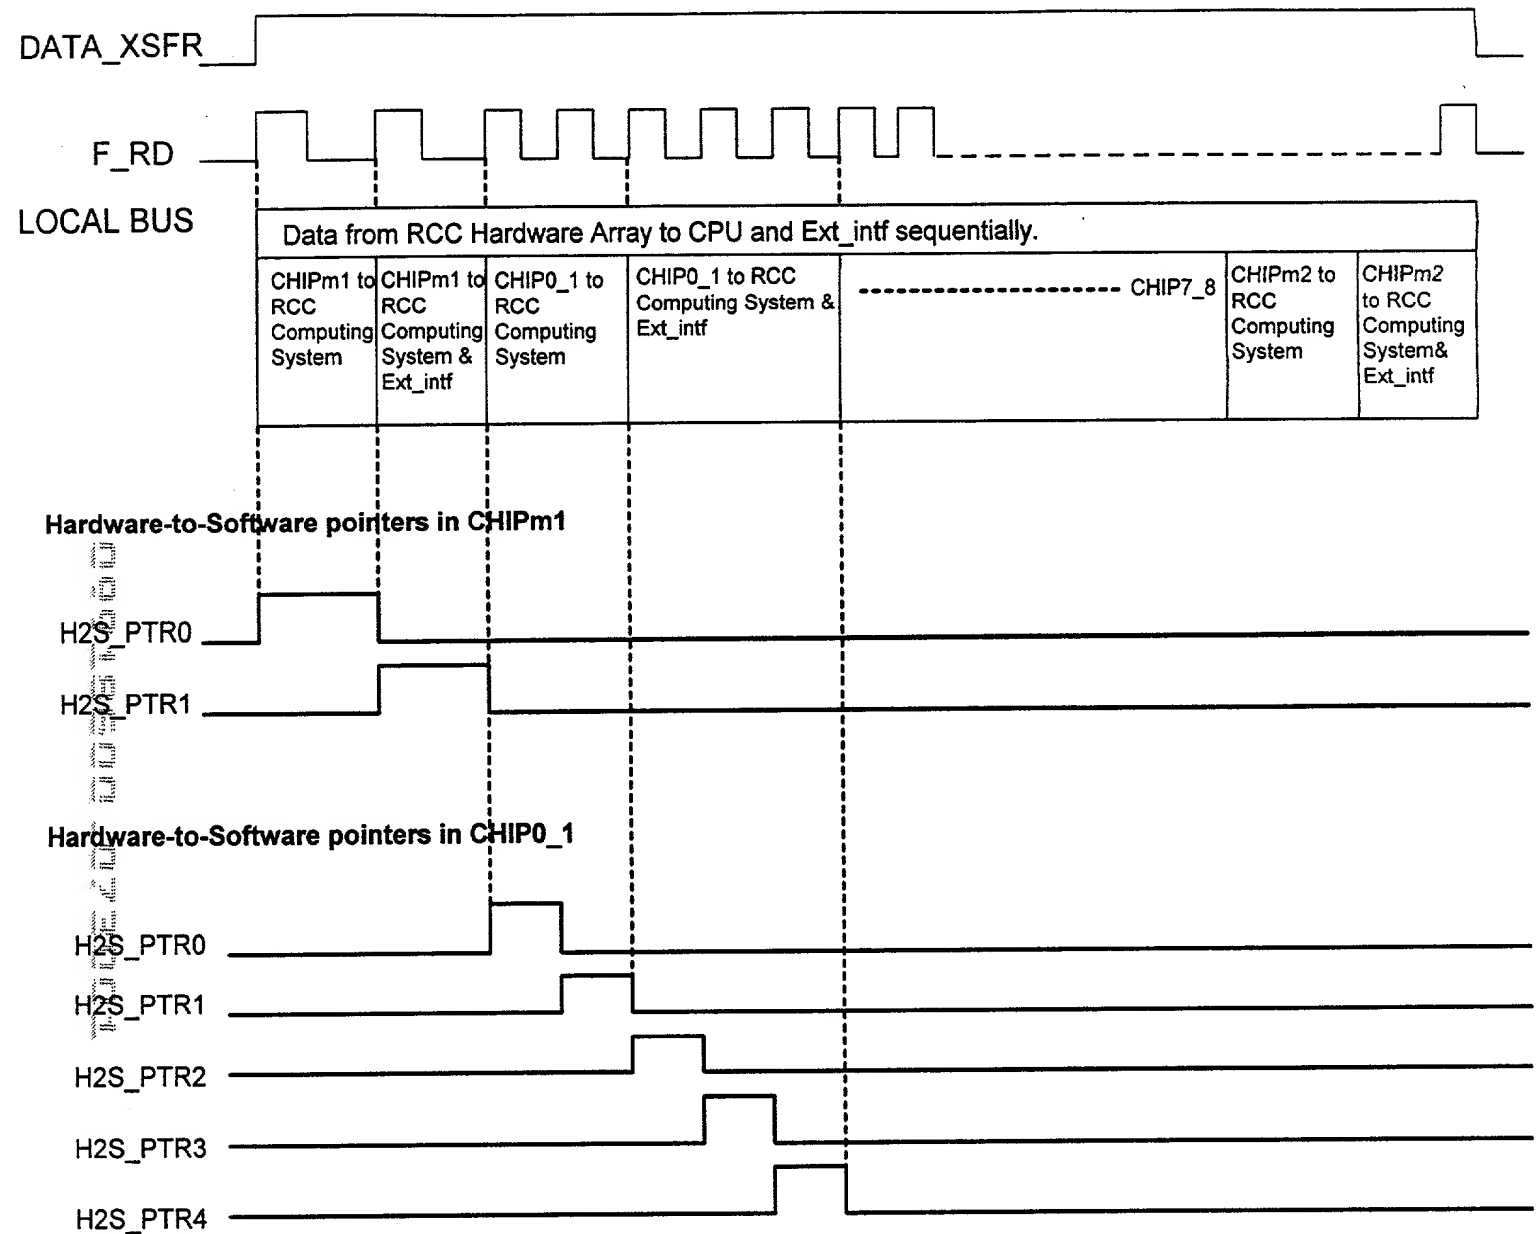 DATA_XSFR
F_RD
LOCAL BUS
Data from RCC Hardware Array to CPU and Ext_intf sequentially.
CHIPm1 to
RCC
Computing
System
CHIPm1 to
RCC
Computing
System &
Ext_intf
CHIP0_1 to
RCC
Computing
System
CHIP0_1 to RCC
Computing System &
Ext_intf
CHIP7_8
CHIPm2 to
RCC
Computing
System
CHIPm2
to RCC
Computing
System&
Ext_intf
Hardware-to-Software pointers in CHIPm1
H2S_PTR0
H2S_PTR1
Hardware-to-Software pointers in CHIP0_1
H2S_PTR0
H2S_PTR1
H2S_PTR2
H2S_PTR3
H2S_PTR4